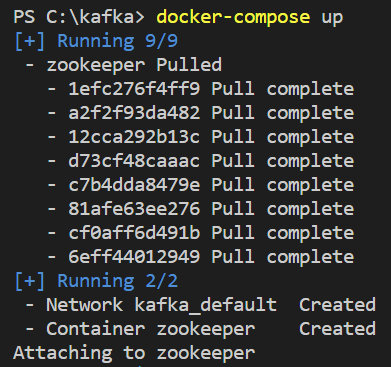 PS C:\kafka> docker-compose up
[+] Running 9/9
 - zookeeper Pulled
   - 1efc276f4ff9 Pull complete
   - a2f2f93da482 Pull complete
   - 12cca292b13c Pull complete
   - d73cf48caaac Pull complete
   - c7b4dda8479e Pull complete
   - 81afe63ee276 Pull complete
   - cf0aff6d491b Pull complete
   - 6eff44012949 Pull complete
[+] Running 2/2
 - Network kafka_default  Created
 - Container zookeeper    Created
Attaching to zookeeper